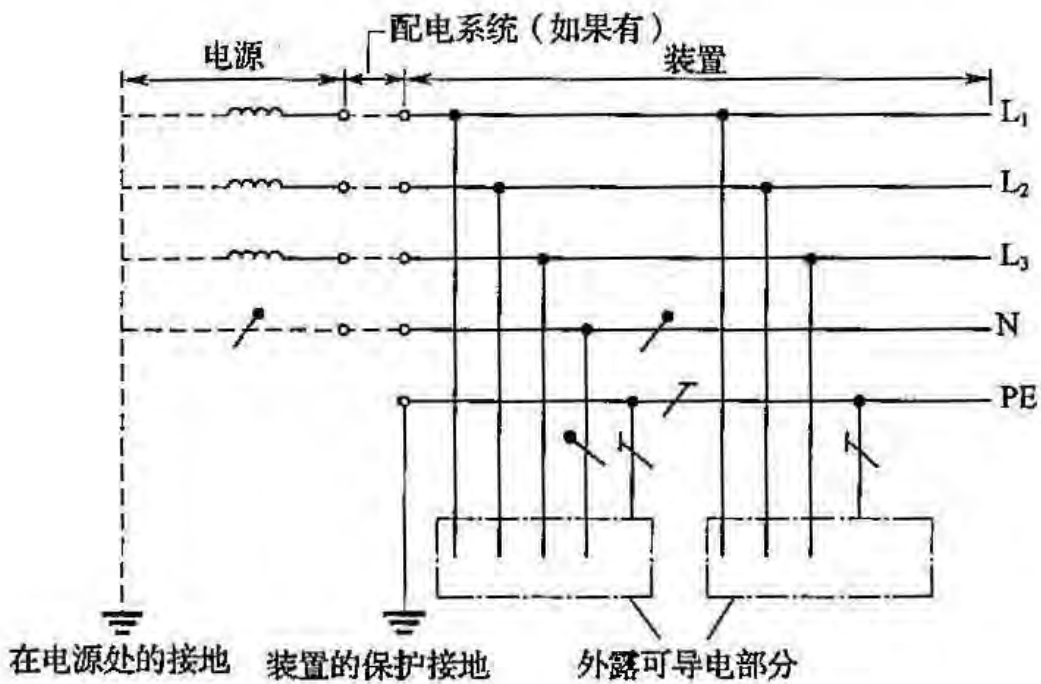 配电系统（如果有）
电源
装置
L₁
L₂
L₃
N
PE
在电源处的接地
装置的保护接地
外露可导电部分